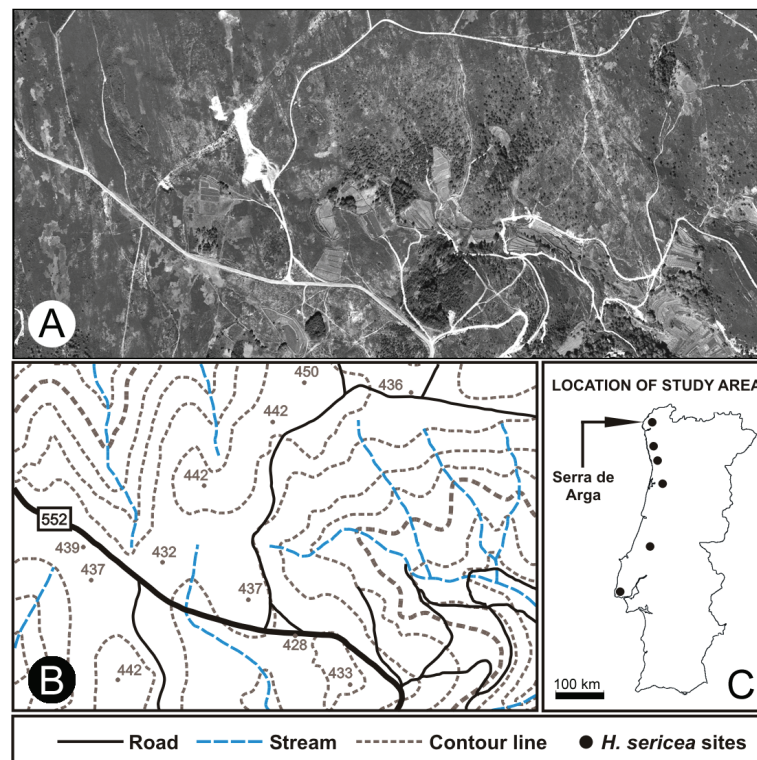 A
450
436
442
442
552
439
432
437
437
428
442
433
B
LOCATION OF STUDY AREA
Serra de
Arga
100 km
C
Road
Stream
Contour line
H. sericea sites